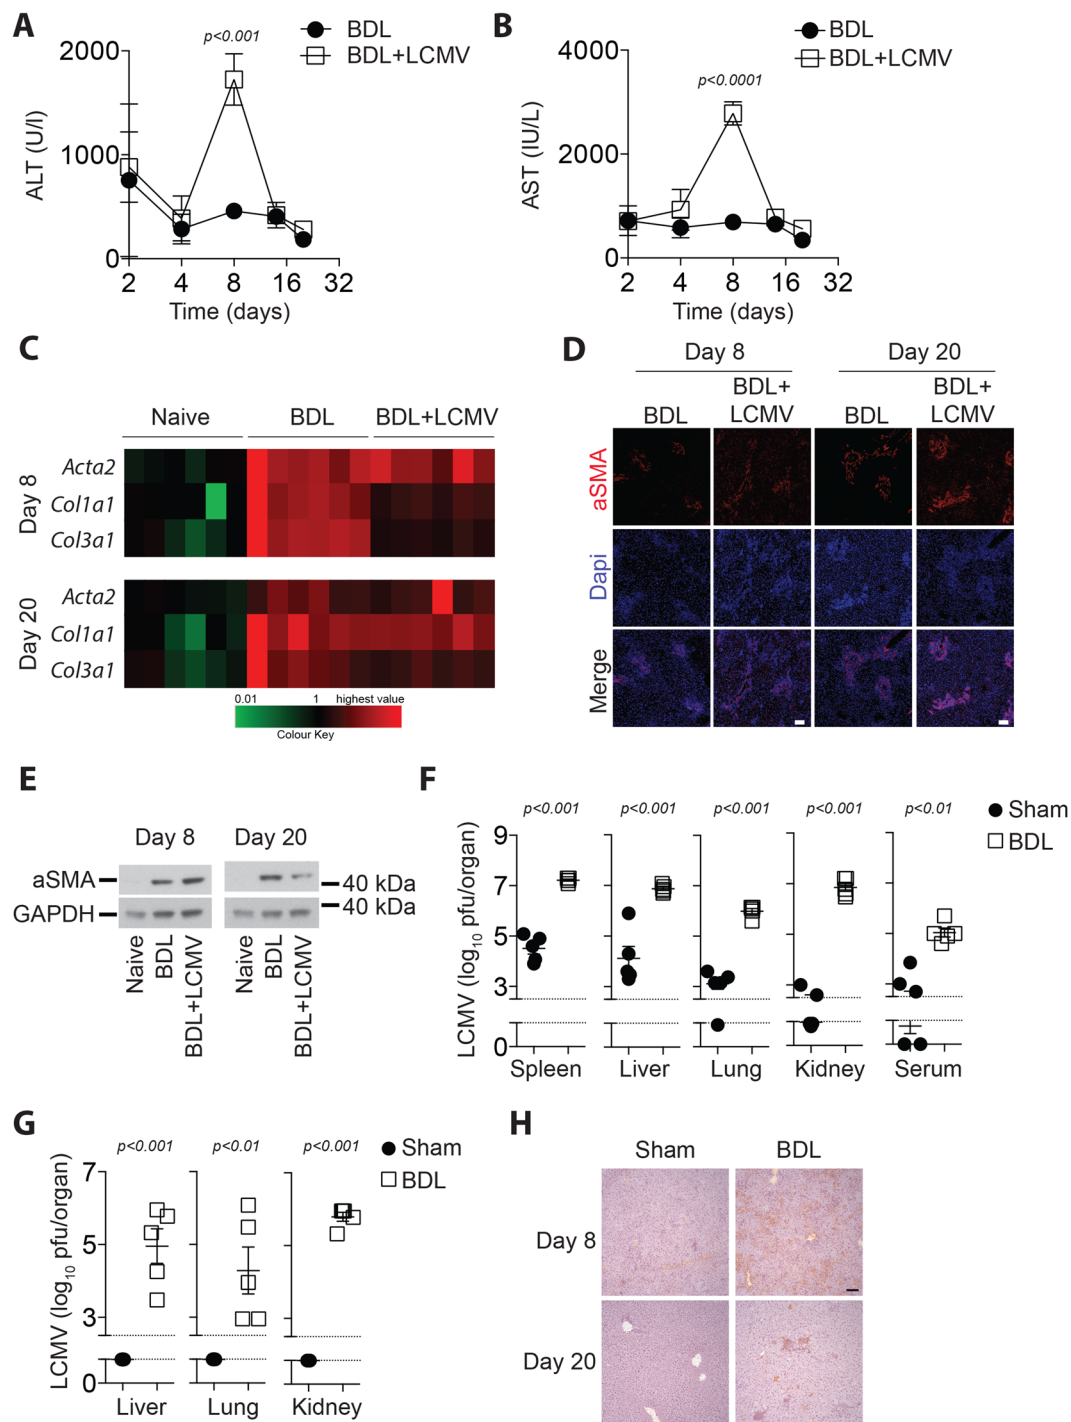 A
BDL
BDL+LCMV
p<0.001
2000
1000
0
ALT (U/l)
2 4 8 16 32
Time (days)
B
BDL
BDL+LCMV
p<0.0001
4000
2000
0
AST (IU/L)
2 4 8 16 32
Time (days)
C
Naive BDL BDL+LCMV
Day 8
Acta2
Col1a1
Col3a1
Day 20
Acta2
Col1a1
Col3a1
0.01 1 highest value
Colour Key
D
Day 8 Day 20
BDL BDL+ LCMV BDL BDL+ LCMV
aSMA
Dapi
Merge
E
Day 8 Day 20
aSMA
40 kDa
GAPDH
40 kDa
Naive BDL BDL+LCMV Naive BDL BDL+LCMV
F
p<0.001 p<0.001 p<0.001 p<0.001 p<0.01
Sham
BDL
LCMV (log10 pfu/organ)
9
7
5
3
0
Spleen Liver Lung Kidney Serum
G
p<0.001 p<0.01 p<0.001
Sham
BDL
LCMV (log10 pfu/organ)
7
5
3
0
Liver Lung Kidney
H
Sham BDL
Day 8
Day 20